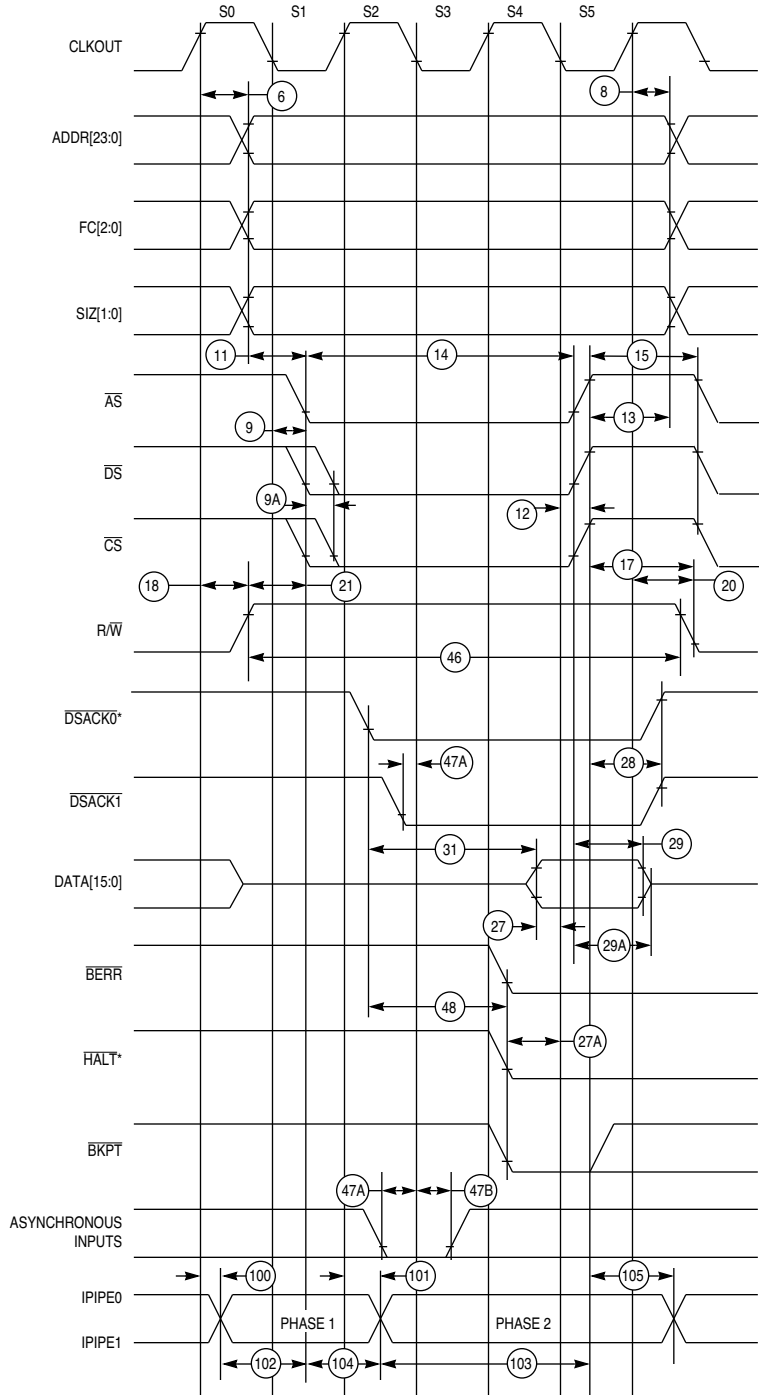 S0 S1 S2 S3 S4 S5
CLKOUT
6 8
ADDR[23:0]
FC[2:0]
SIZ[1:0]
11 14 15
AS
13
9
DS
9A 12
CS
17
18 21 20
R/W
46
DSACK0*
47A 28
DSACK1
31 29
DATA[15:0]
27 29A
BERR
48
27A
HALT*
BKPT
47A 47B
ASYNCHRONOUS
INPUTS
100 101 105
IPIPE0
PHASE 1 PHASE 2
IPIPE1
102 104 103